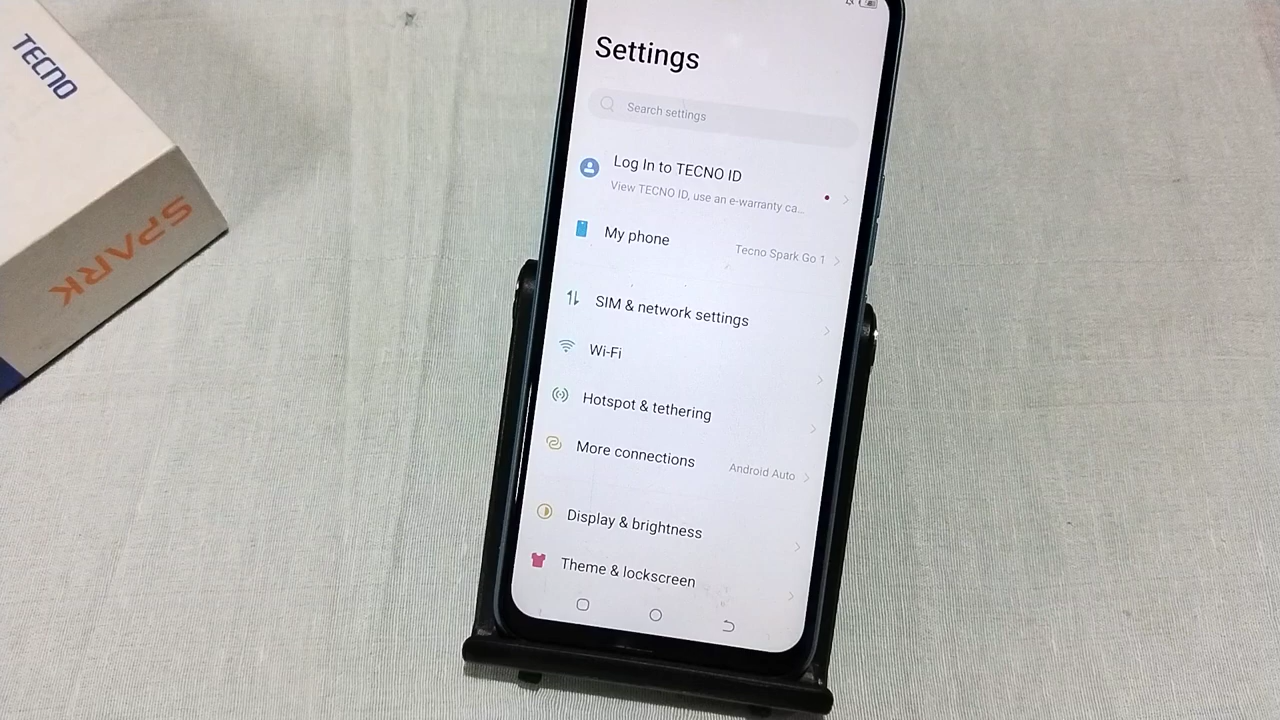 TECNO
SPARK
Settings
Search settings
Log In to TECNO ID
View TECNO ID, use an e-warranty ca...
My phone
Tecno Spark Go 1
SIM & network settings
Wi-Fi
Hotspot & tethering
More connections
Android Auto
Display & brightness
Theme & lockscreen